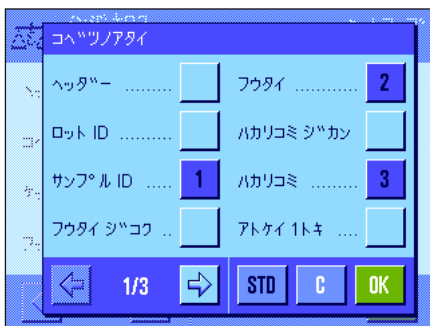 コベツノアタイ
ヘッダー .........
フウタイ ............ 2
ロット ID ..........
ハカリコミ ジカン
サンプル ID ..... 1
ハカリコミ ......... 3
フウタイ ジコク ..
アトケイ 1トキ ....
1/3
STD C OK